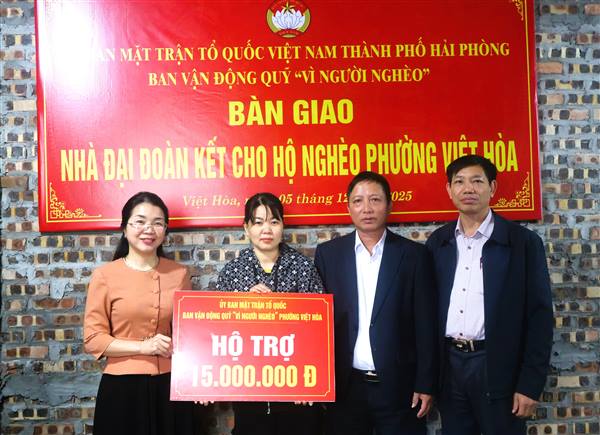 BAN MẶT TRẬN TỔ QUỐC VIỆT NAM THÀNH PHỐ HẢI PHÒNG
BAN VẬN ĐỘNG QUỸ “VÌ NGƯỜI NGHÈO”
BÀN GIAO
NHÀ ĐẠI ĐOÀN KẾT CHO HỘ NGHÈO PHƯỜNG VIỆT HÒA
Việt Hòa, 05 tháng 12 2025
ỦY BAN MẶT TRẬN TỔ QUỐC
BAN VẬN ĐỘNG QUỸ "VÌ NGƯỜI NGHÈO" PHƯỜNG VIỆT HÒA
HỖ TRỢ
15.000.000 Đ